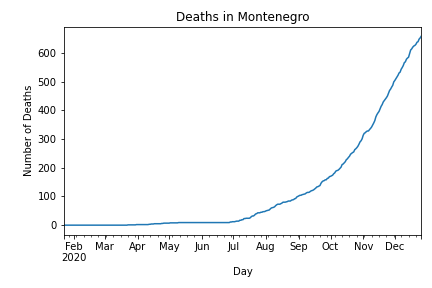 Deaths in Montenegro
Number of Deaths
600
500
400
300
200
100
0
Feb Mar Apr May Jun Jul Aug Sep Oct Nov Dec
2020
Day